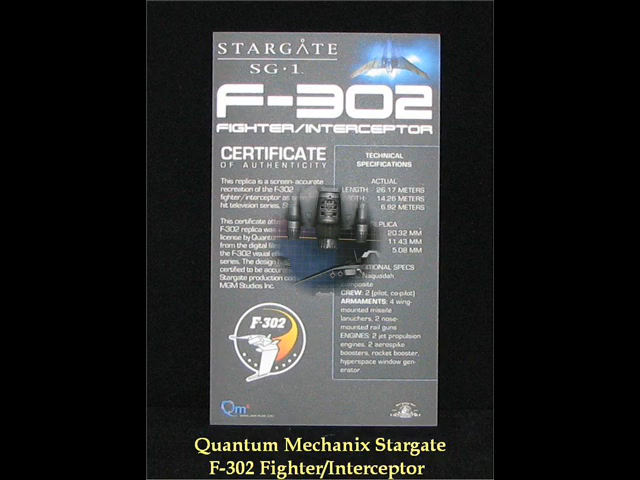 STARGATE
SG·1
F-302
FIGHTER/INTERCEPTOR
CERTIFICATE
OF AUTHENTICITY
This replica is a screen-accurate
recreation of the F-302
fighter/interceptor as
hit television series,
This certificate
F-302 replica was
license by Quantum
from the digital
the F-302 visual
series. The design
certified to be accurate
Stargate production
MGM Studios Inc.
TECHNICAL
SPECIFICATIONS
ACTUAL
LENGTH: 26.17 METERS
14.26 METERS
6.92 METERS
20.32 MM
11.43 MM
5.08 MM
SPECS
Naquadah
CREW: 2 (pilot, co-pilot)
ARMAMENTS: 4 wing-
mounted missile
lanuchers, 2 nose-
mounted rail guns
ENGINES: 2 jet propulsion
engines, 2 aerospike
boosters, rocket booster,
hyperspace window gen-
erator
F-302
Qm
Quantum Mechanix Stargate
F-302 Fighter/Interceptor